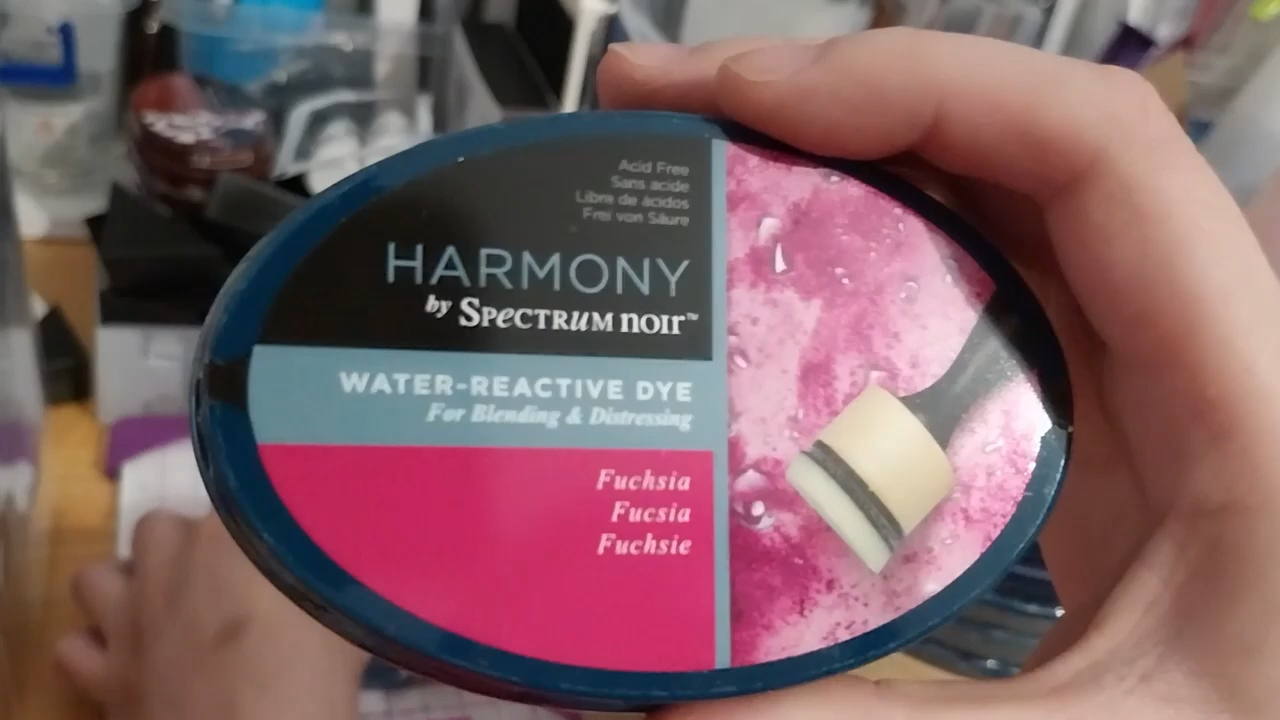 Acid Free
Sans acide
Libre de ácidos
Frei von Säure
HARMONY
by SPECTRUM NOIR™
WATER-REACTIVE DYE
For Blending & Distressing
Fuchsia
Fucsia
Fuchsie